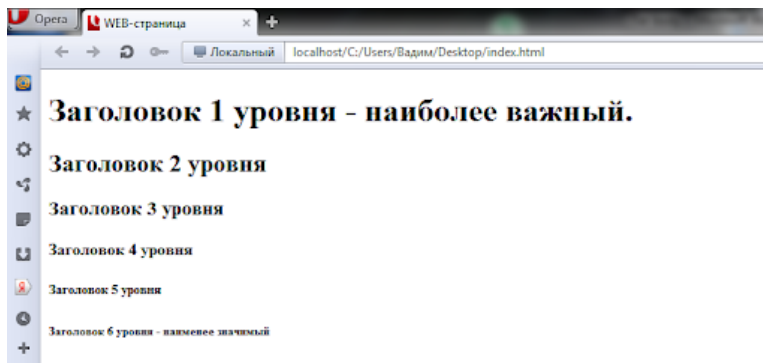 Opera
WEB-страница
Локальный
localhost/C:/Users/Вадим/Desktop/index.html
Заголовок 1 уровня - наиболее важный.
Заголовок 2 уровня
Заголовок 3 уровня
Заголовок 4 уровня
Заголовок 5 уровня
Заголовок 6 уровня - наименее значимый